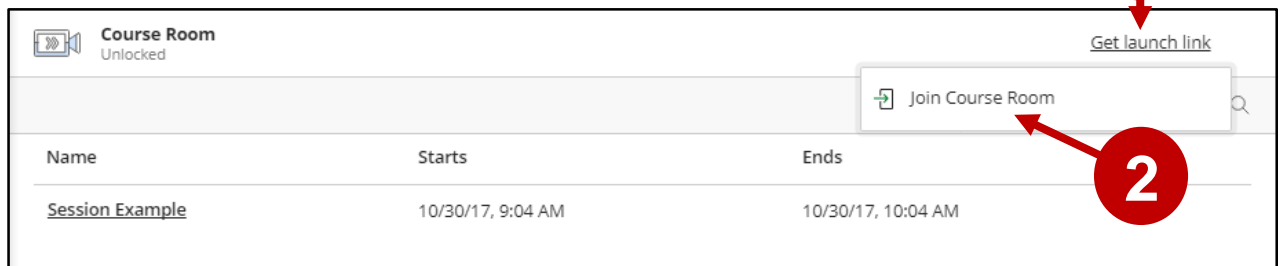 Course Room
Unlocked
Get launch link
Join Course Room
2
Name Starts Ends
Session Example 10/30/17, 9:04 AM 10/30/17, 10:04 AM